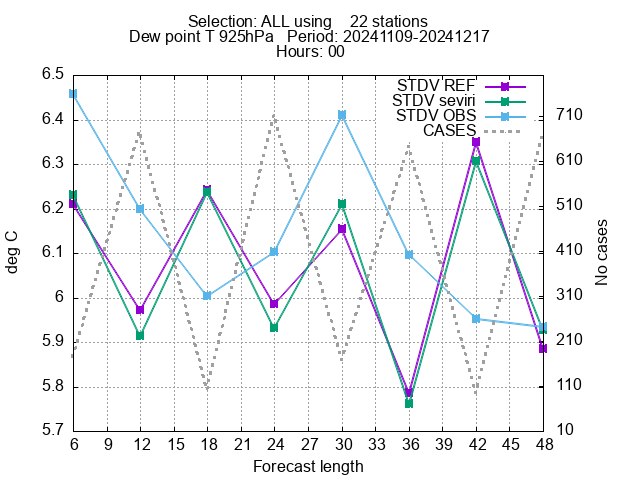 Selection: ALL using    22 stations
Dew point T 925hPa   Period: 20241109-20241217
Hours: 00
STDV REF
STDV seviri
STDV OBS
CASES
6.5
6.4
6.3
6.2
6.1
6
5.9
5.8
5.7
710
610
510
410
310
210
110
10
deg C
No cases
6 9 12 15 18 21 24 27 30 33 36 39 42 45 48
Forecast length